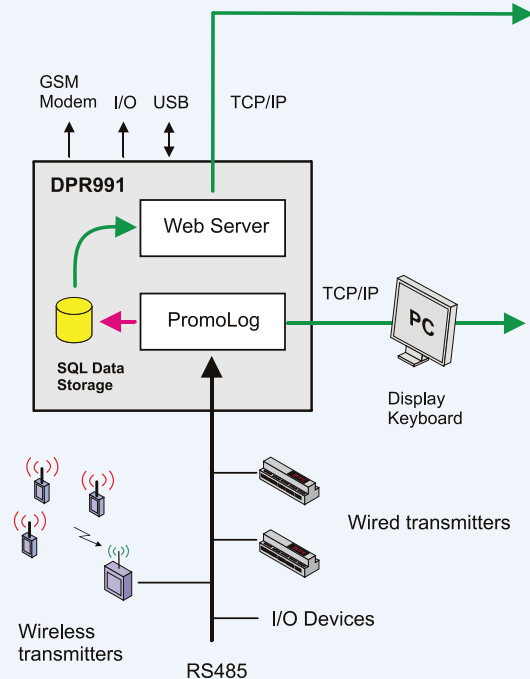 GSM
Modem
I/O
USB
TCP/IP
DPR991
Web Server
TCP/IP
PromoLog
PC
SQL Data
Storage
Display
Keyboard
Wired transmitters
I/O Devices
Wireless
transmitters
RS485